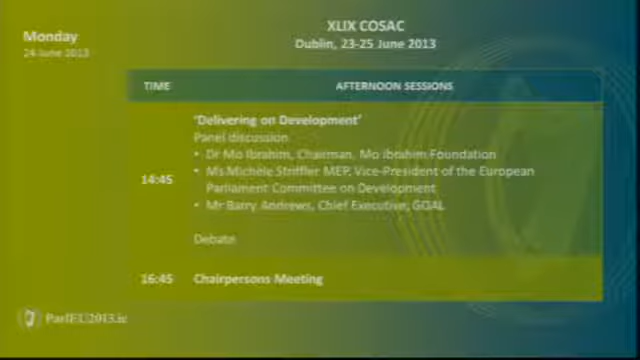 Monday
24 June 2013
XLIX COSAC
Dublin, 23-25 June 2013
TIME
AFTERNOON SESSIONS
14:45
'Delivering on Development'
Panel discussion
• Dr Mo Ibrahim, Chairman, Mo Ibrahim Foundation
• Ms Michèle Striffler MEP, Vice-President of the European
Parliament Committee on Development
• Mr Barry Andrews, Chief Executive, GOAL
Debate
16:45
Chairpersons Meeting
ParlEU2013.ie